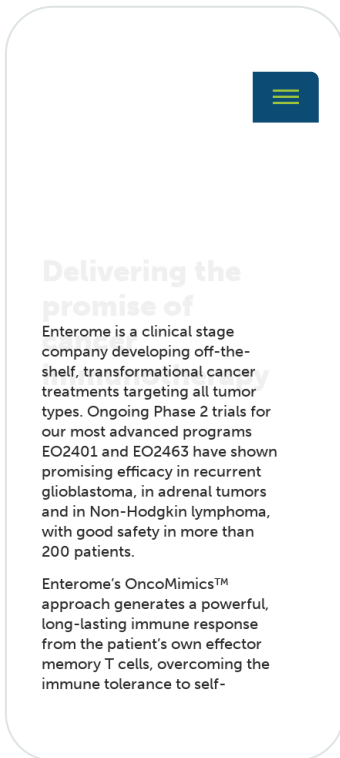 Delivering the
promise of
cancer
immunotherapy
Enterome is a clinical stage
company developing off-the-
shelf, transformational cancer
treatments targeting all tumor
types. Ongoing Phase 2 trials for
our most advanced programs
EO2401 and EO2463 have shown
promising efficacy in recurrent
glioblastoma, in adrenal tumors
and in Non-Hodgkin lymphoma,
with good safety in more than
200 patients.
Enterome’s OncoMimics™
approach generates a powerful,
long-lasting immune response
from the patient’s own effector
memory T cells, overcoming the
immune tolerance to self-